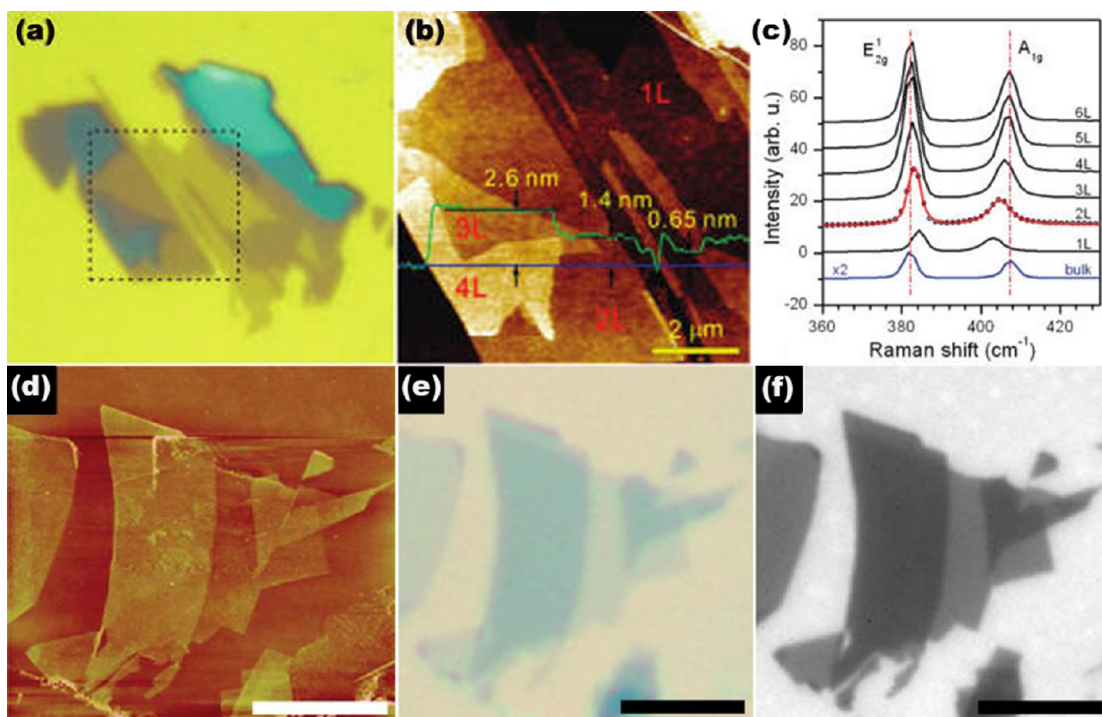 (a)
(b)
1L
2.6 nm
1.4 nm
0.65 nm
3L
4L
2L
2 μm
(c)
E¹2g
A1g
80
60
40
20
0
-20
Intensity (arb. u.)
6L
5L
4L
3L
2L
1L
x2
bulk
360
384
400
420
Raman shift (cm⁻¹)
(d)
(e)
(f)